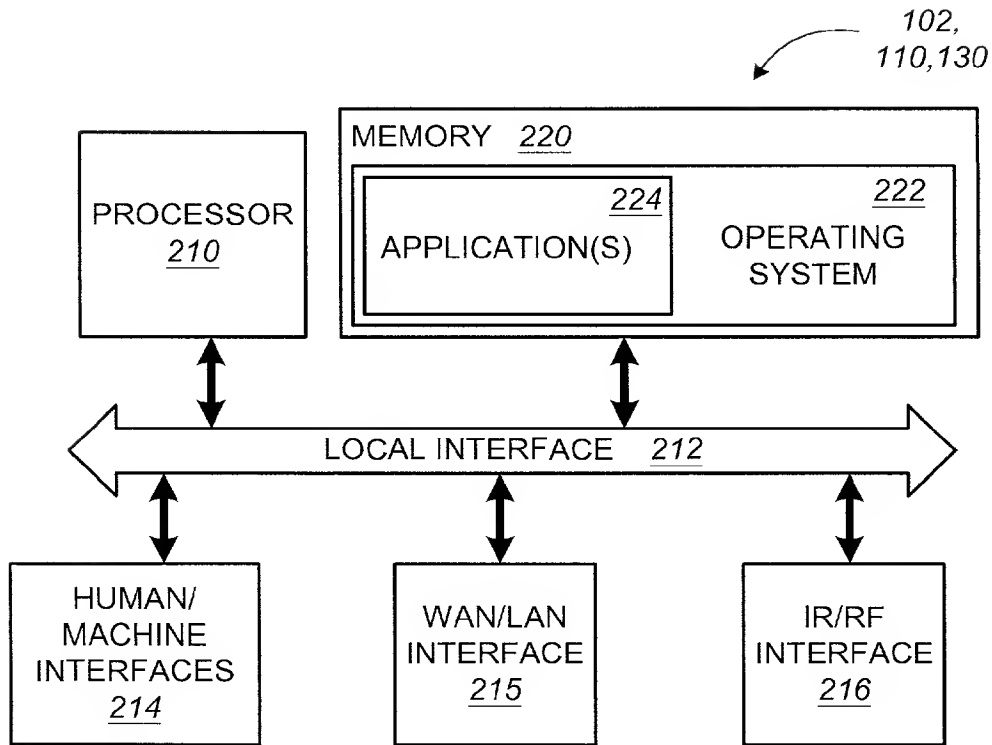 102,
110,130
MEMORY 220
PROCESSOR
210
224
APPLICATION(S)
222
OPERATING
SYSTEM
LOCAL INTERFACE 212
HUMAN/
MACHINE
INTERFACES
214
WAN/LAN
INTERFACE
215
IR/RF
INTERFACE
216